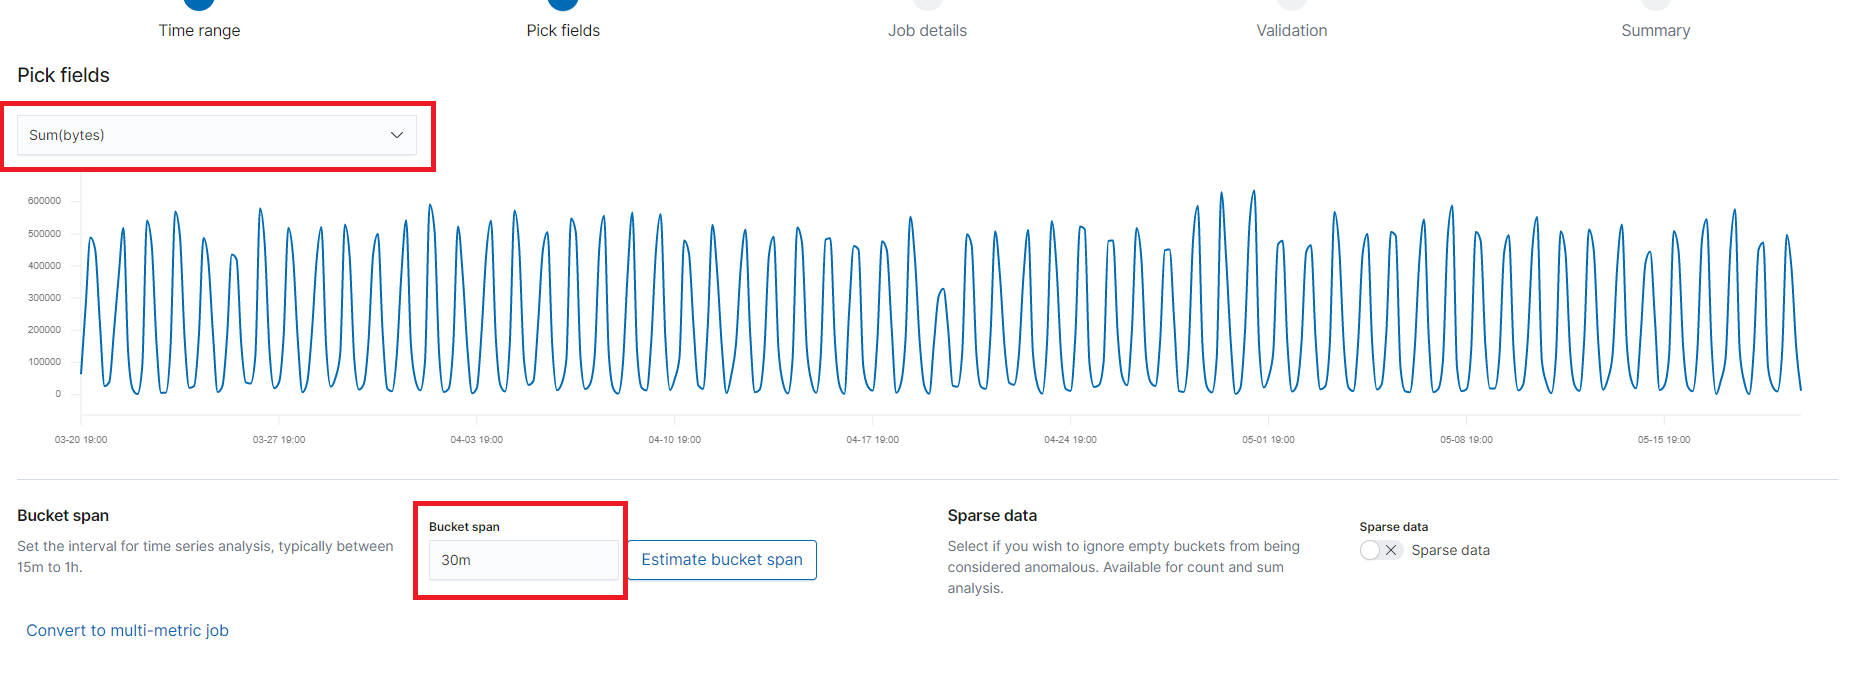 Time range
Pick fields
Job details
Validation
Summary
Pick fields
Sum(bytes)
600000
500000
400000
300000
200000
100000
0
03-20 19:00
03-27 19:00
04-03 19:00
04-10 19:00
04-17 19:00
04-24 19:00
05-01 19:00
05-08 19:00
05-15 19:00
Bucket span
Set the interval for time series analysis, typically between
15m to 1h.
Bucket span
30m
Estimate bucket span
Sparse data
Select if you wish to ignore empty buckets from being
considered anomalous. Available for count and sum
analysis.
Sparse data
Sparse data
Convert to multi-metric job